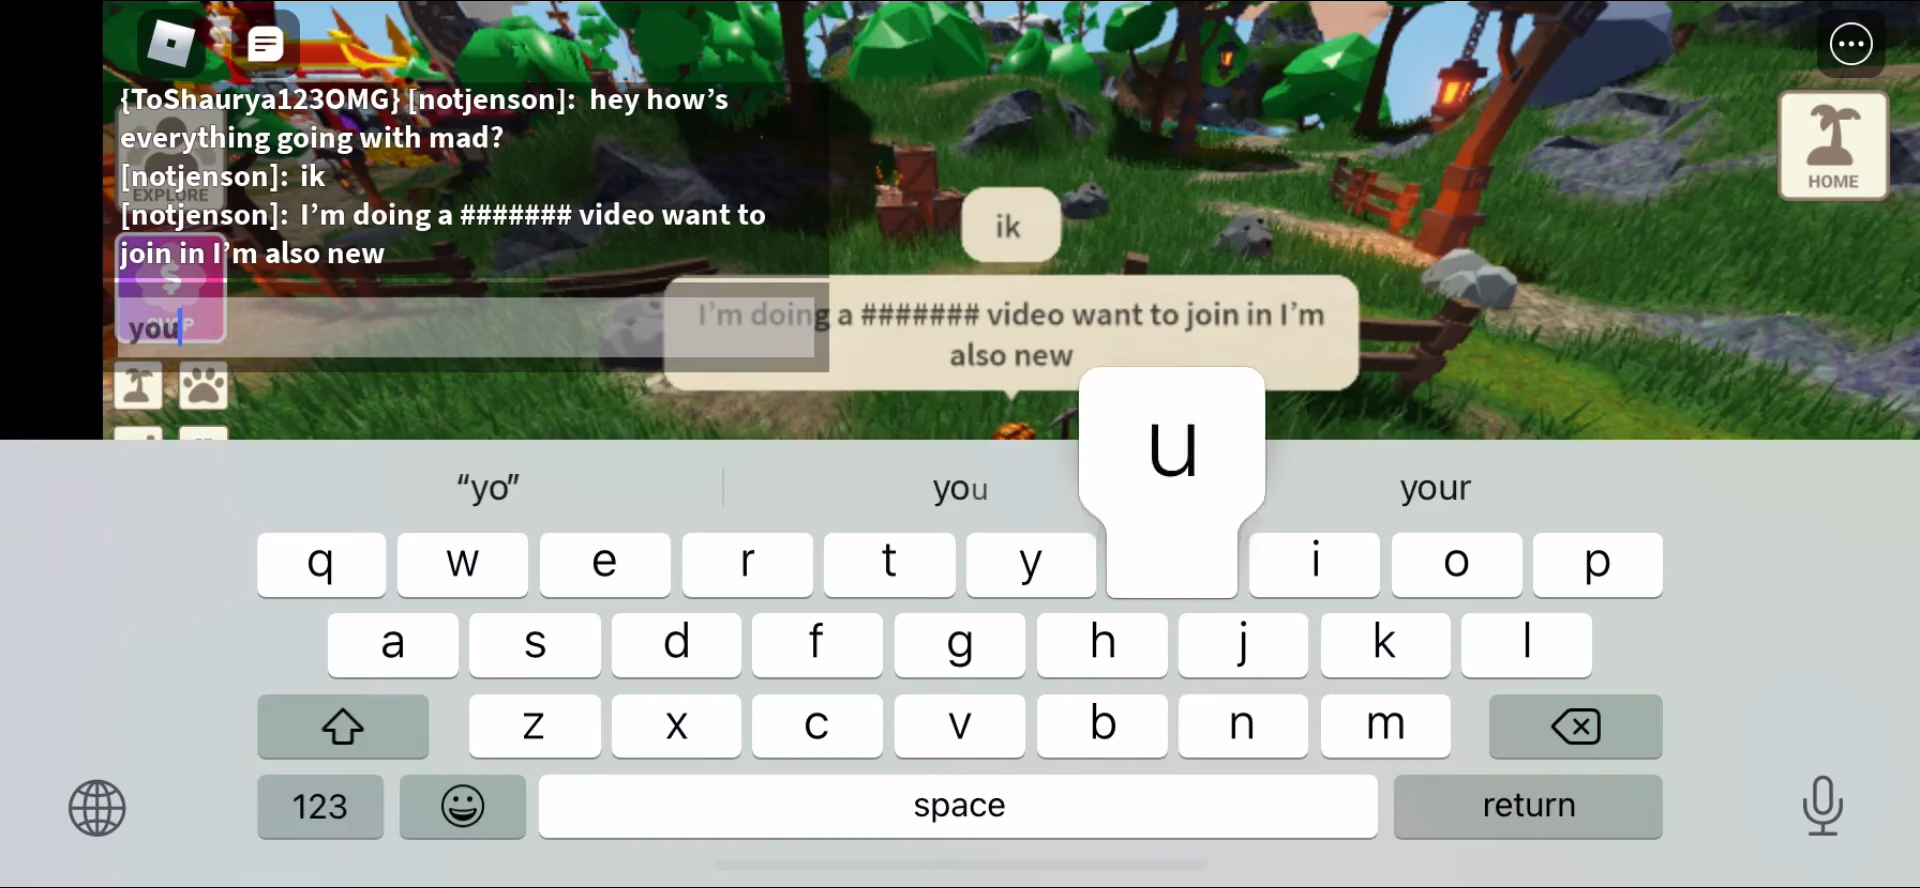 {ToShaurya123OMG} [notjenson]: hey how’s
everything going with mad?
[notjenson]: ik
EXPLORE
[notjenson]: I’m doing a ####### video want to
join in I’m also new
you
HOME
ik
I’m doing a ####### video want to join in I’m
also new
u
“yo” you your
q w e r t y i o p
a s d f g h j k l
z x c v b n m
123 space return